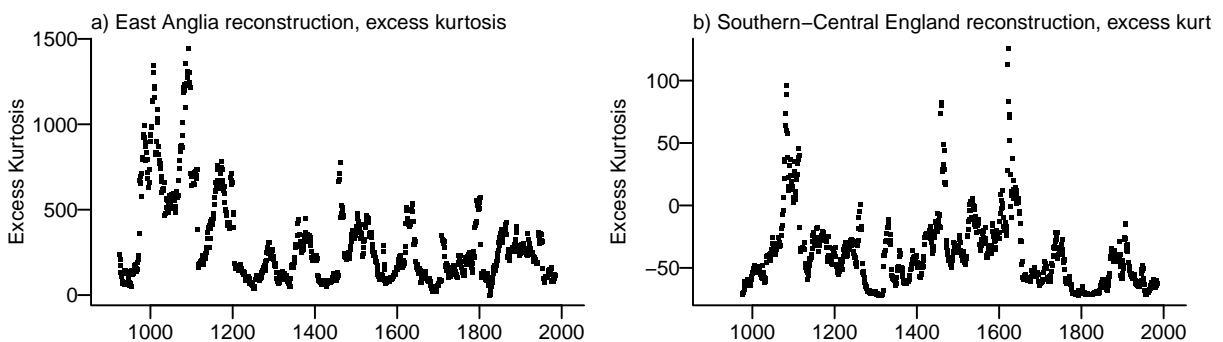 a) East Anglia reconstruction, excess kurtosis
Excess Kurtosis
1500
1000
500
0
1000 1200 1400 1600 1800 2000
b) Southern−Central England reconstruction, excess kurt
Excess Kurtosis
100
50
0
−50
1000 1200 1400 1600 1800 2000